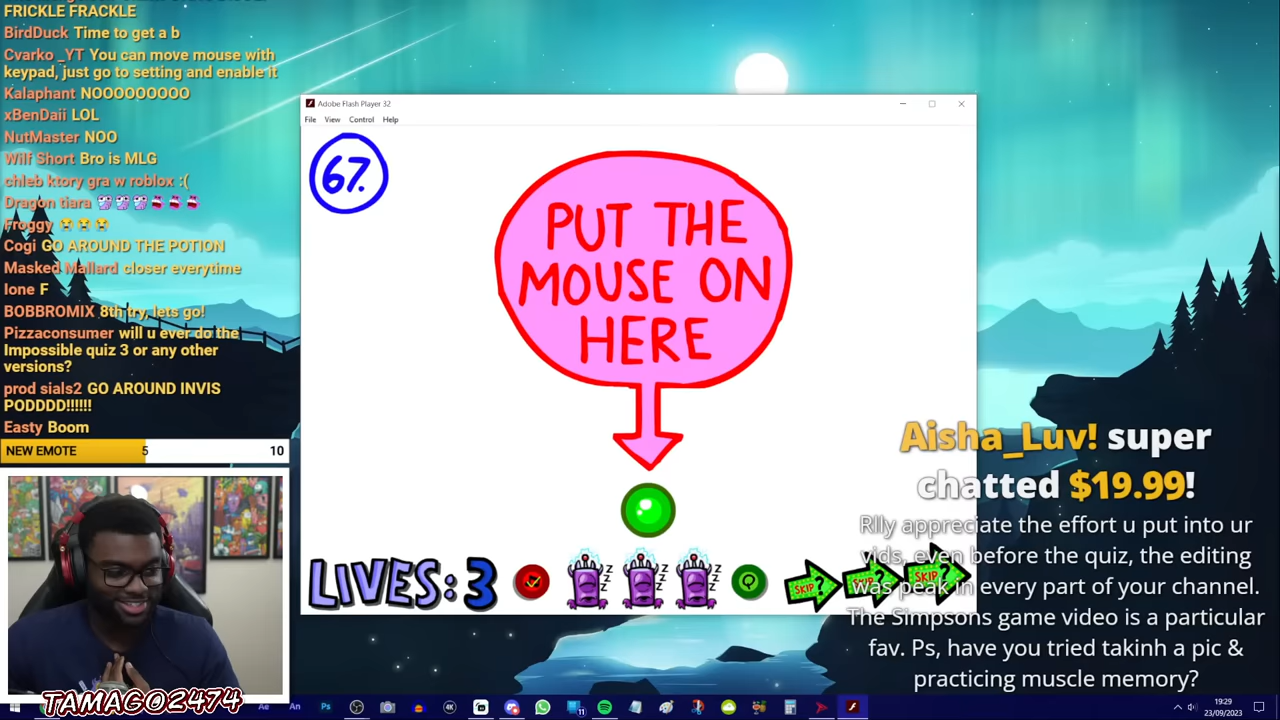 FRICKLE FRACKLE
BirdDuck Time to get a b
Cvarko _YT You can move mouse with
keypad, just go to setting and enable it
Kalaphant NOOOOOOOOO
xBenDaii LOL
NutMaster NOO
Wilf Short Bro is MLG
chleb ktory gra w roblox :(
Dragon tiara
Froggy
Cogi GO AROUND THE POTION
Masked Mallard closer everytime
Ione F
BOBBROMIX 8th try, lets go!
Pizzaconsumer will u ever do the
Impossible quiz 3 or any other
versions?
prod sials2 GO AROUND INVIS
PODDDD!!!!!!
Easty Boom
NEW EMOTE 5 10
TAMAGO2474
Adobe Flash Player 32
File View Control Help
67.
PUT THE
MOUSE ON
HERE
LIVES: 3
SKIP? SKIP? SKIP?
Aisha_Luv! super
chatted $19.99!
Rlly appreciate the effort u put into ur
vids, even before the quiz, the editing
was peak in every part of your channel.
The Simpsons game video is a particular
fav. Ps, have you tried takinh a pic &
practicing muscle memory?
Ae An Ps 4K 11
19:29
23/09/2023